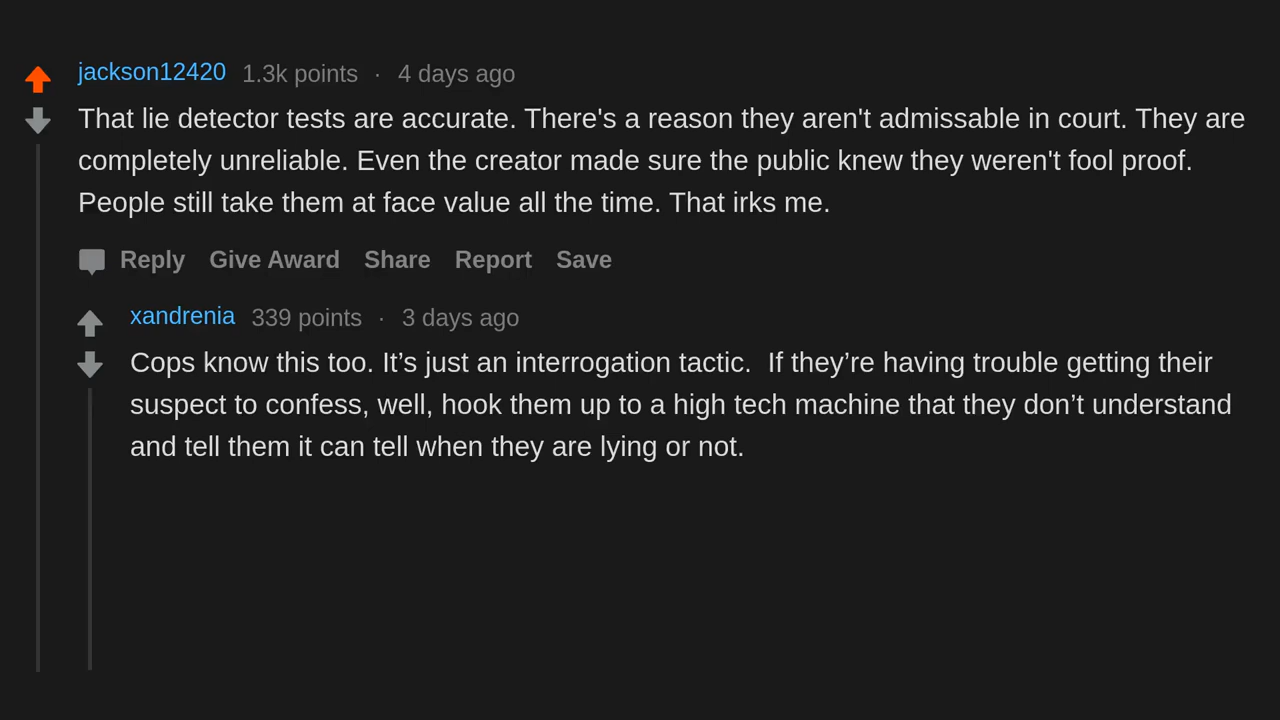 jackson12420 1.3k points · 4 days ago
That lie detector tests are accurate. There's a reason they aren't admissable in court. They are
completely unreliable. Even the creator made sure the public knew they weren't fool proof.
People still take them at face value all the time. That irks me.
Reply Give Award Share Report Save
xandrenia 339 points · 3 days ago
Cops know this too. It’s just an interrogation tactic.  If they’re having trouble getting their
suspect to confess, well, hook them up to a high tech machine that they don’t understand
and tell them it can tell when they are lying or not.